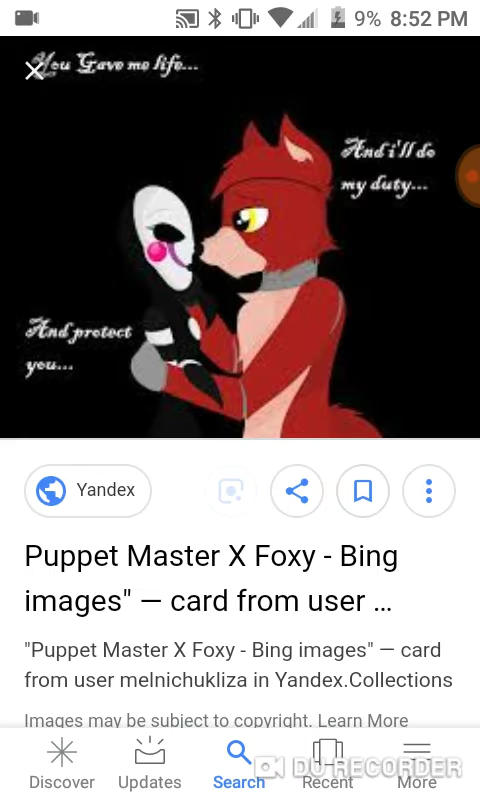 9% 8:52 PM
You Gave me life...
And i'll do
my duty...
And protect
you...
Yandex
Puppet Master X Foxy - Bing
images" — card from user ...
"Puppet Master X Foxy - Bing images" — card
from user melnichukliza in Yandex.Collections
Images may be subject to copyright. Learn More
Discover Updates Search Recent More
DU RECORDER